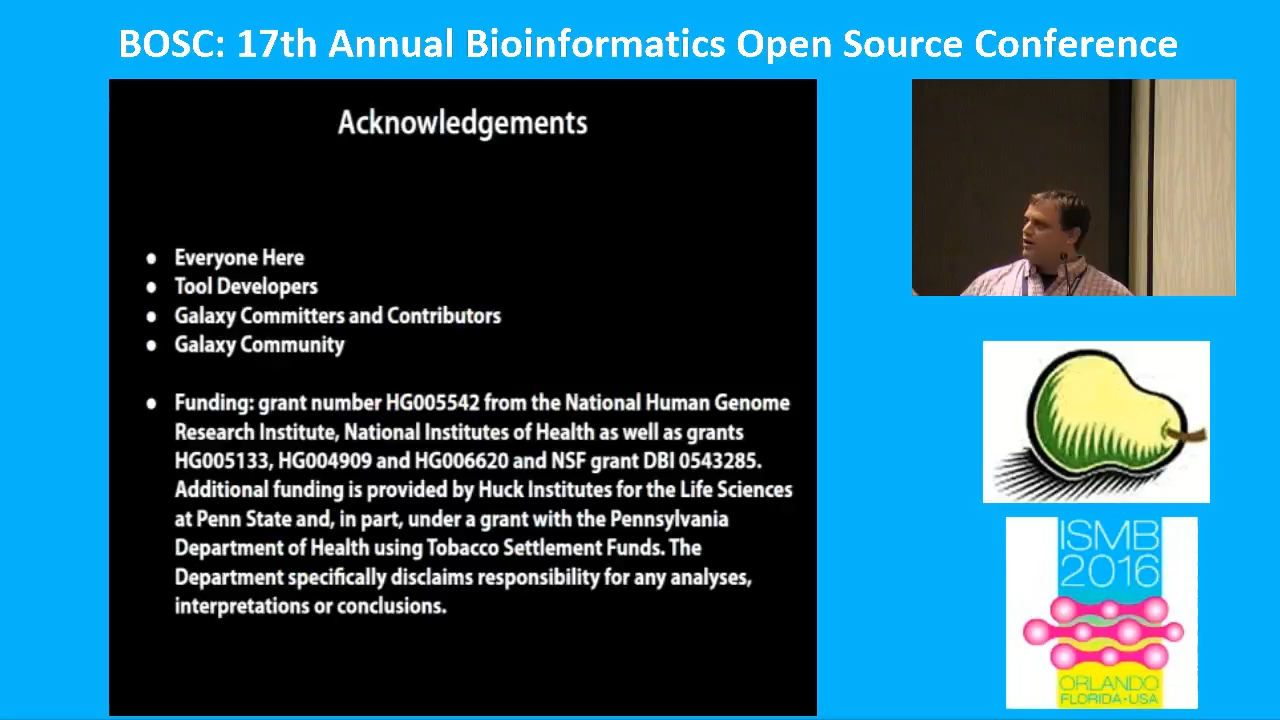 BOSC: 17th Annual Bioinformatics Open Source Conference
Acknowledgements
● Everyone Here
● Tool Developers
● Galaxy Committers and Contributors
● Galaxy Community
● Funding: grant number HG005542 from the National Human Genome
Research Institute, National Institutes of Health as well as grants
HG005133, HG004909 and HG006620 and NSF grant DBI 0543285.
Additional funding is provided by Huck Institutes for the Life Sciences
at Penn State and, in part, under a grant with the Pennsylvania
Department of Health using Tobacco Settlement Funds. The
Department specifically disclaims responsibility for any analyses,
interpretations or conclusions.
ISMB
2016
ORLANDO
FLORIDA•USA